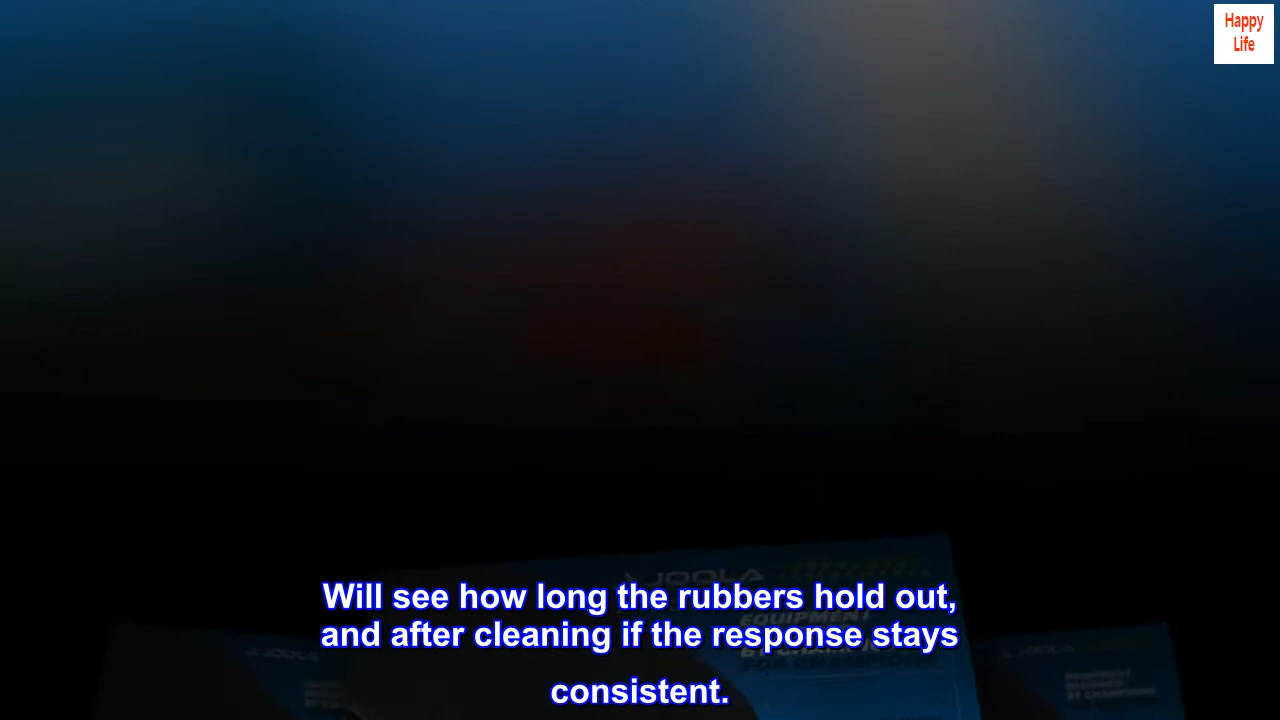 Happy
Life
JOOLA
EQUIPMENT
Will see how long the rubbers hold out,
and after cleaning if the response stays
consistent.